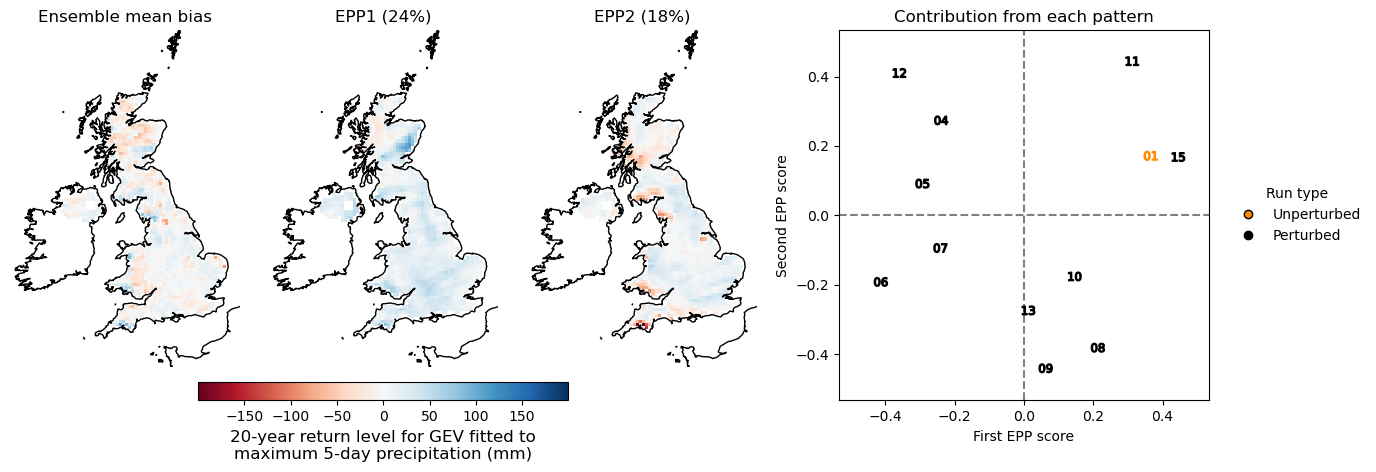 Ensemble mean bias
EPP1 (24%)
EPP2 (18%)
Contribution from each pattern
−150 −100 −50 0 50 100 150
20-year return level for GEV fitted to
maximum 5-day precipitation (mm)
Second EPP score
0.4
0.2
0.0
−0.2
−0.4
12
11
04
01
15
05
07
06
10
13
08
09
−0.4 −0.2 0.0 0.2 0.4
First EPP score
Run type
Unperturbed
Perturbed